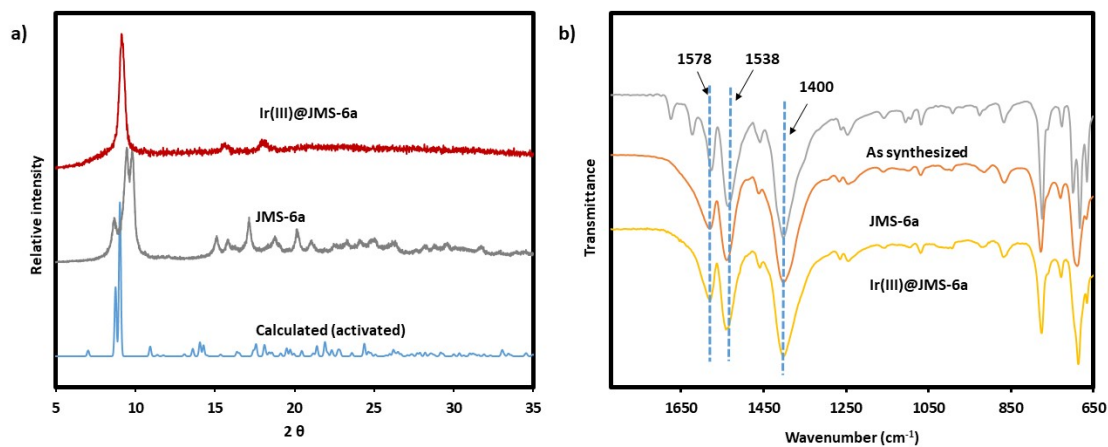 a)
Relative intensity
Ir(III)@JMS-6a
JMS-6a
Calculated (activated)
5 10 15 20 25 30 35
2 θ
b)
Transmittance
1578 1538
1400
As synthesized
JMS-6a
Ir(III)@JMS-6a
1650 1450 1250 1050 850 650
Wavenumber (cm-1)